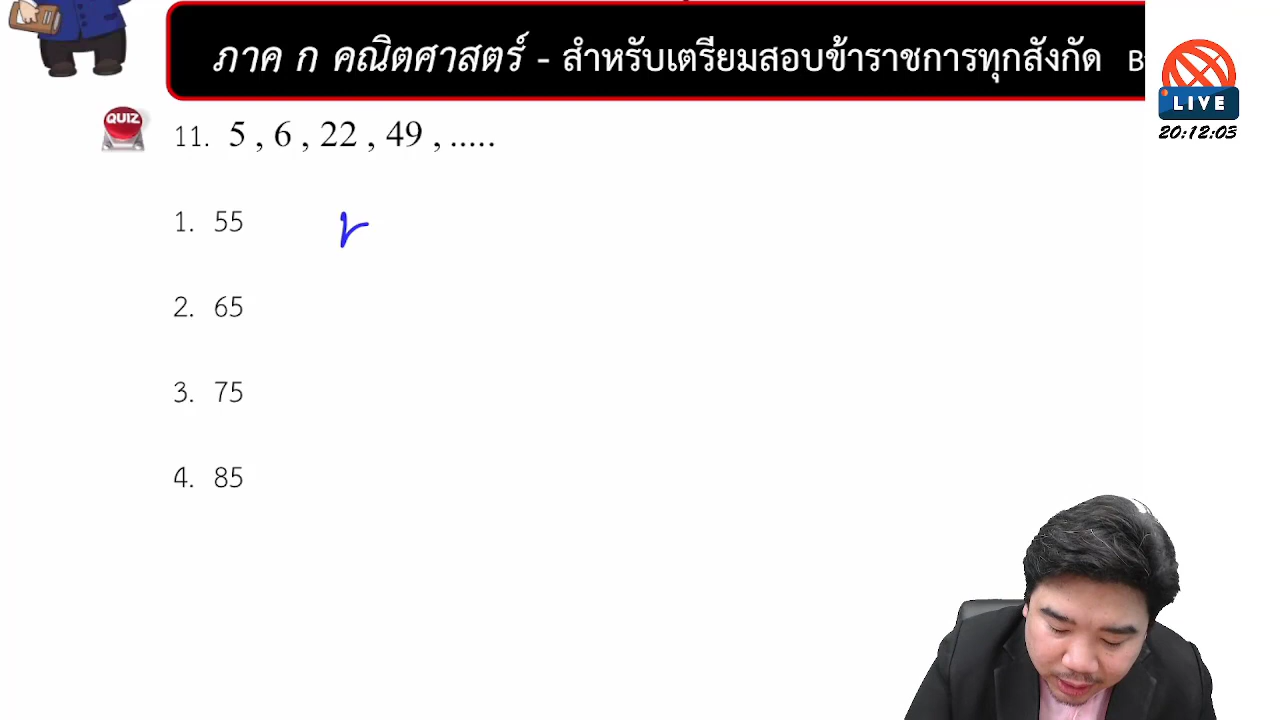 ภาค ก คณิตศาสตร์ - สำหรับเตรียมสอบข้าราชการทุกสังกัด B
LIVE
20:12:03
QUIZ
11. 5 , 6 , 22 , 49 , .....
1. 55
2. 65
3. 75
4. 85